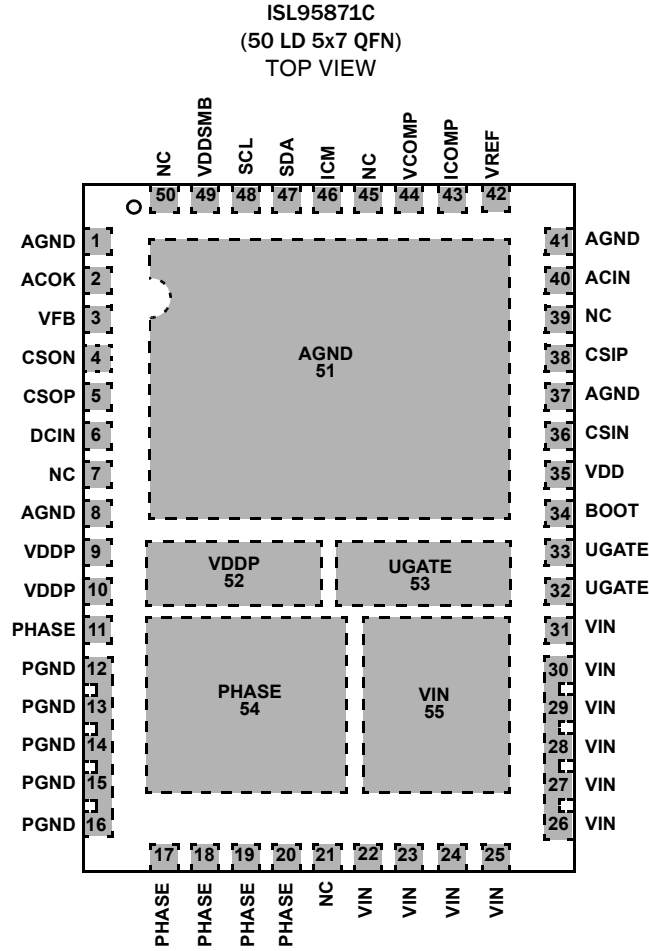 ISL95871C
(50 LD 5x7 QFN)
TOP VIEW
NC
VDDSMB
SCL
SDA
ICM
NC
VCOMP
ICOMP
VREF
50
49
48
47
46
45
44
43
42
AGND 1
ACOK 2
VFB 3
CSON 4
CSOP 5
DCIN 6
NC 7
AGND 8
VDDP 9
VDDP 10
PHASE 11
PGND 12
PGND 13
PGND 14
PGND 15
PGND 16
AGND
51
VDDP
52
UGATE
53
PHASE
54
VIN
55
41 AGND
40 ACIN
39 NC
38 CSIP
37 AGND
36 CSIN
35 VDD
34 BOOT
33 UGATE
32 UGATE
31 VIN
30 VIN
29 VIN
28 VIN
27 VIN
26 VIN
17
18
19
20
21
22
23
24
25
PHASE
PHASE
PHASE
PHASE
NC
VIN
VIN
VIN
VIN